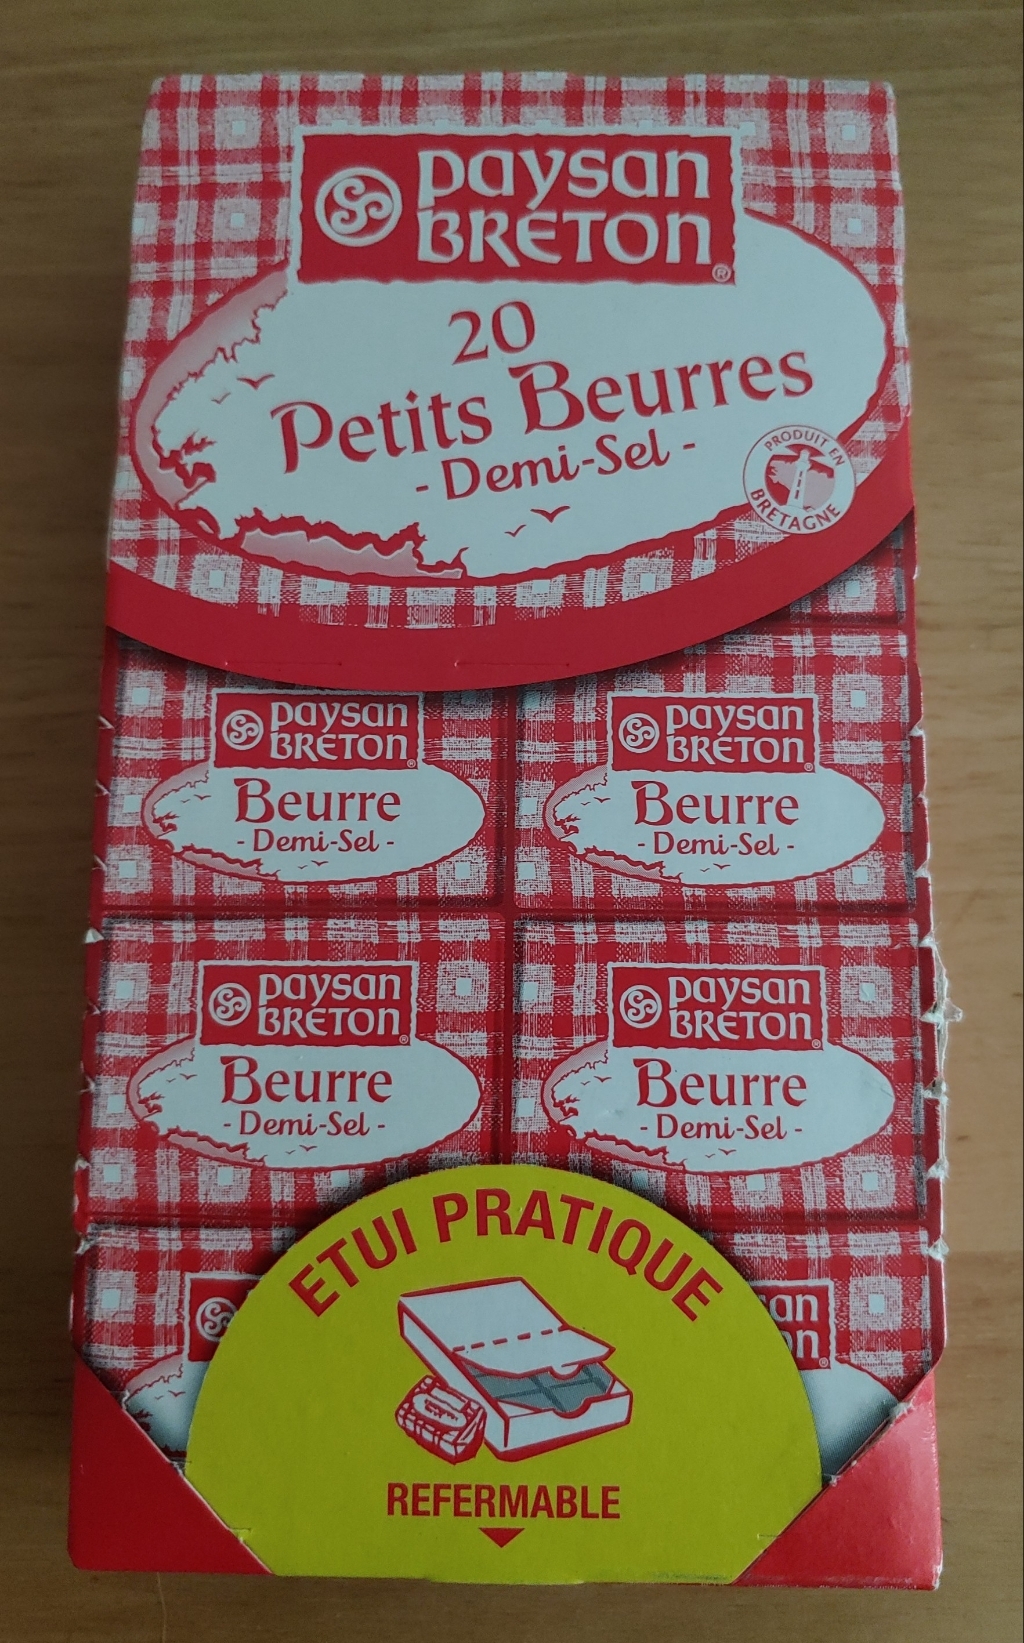 paysan
BRETON
®
20
Petits Beurres
- Demi-Sel -
PRODUIT EN
BRETAGNE
paysan
BRETON
®
Beurre
- Demi-Sel -
paysan
BRETON
®
Beurre
- Demi-Sel -
paysan
BRETON
®
Beurre
- Demi-Sel -
paysan
BRETON
®
Beurre
- Demi-Sel -
ETUI PRATIQUE
REFERMABLE